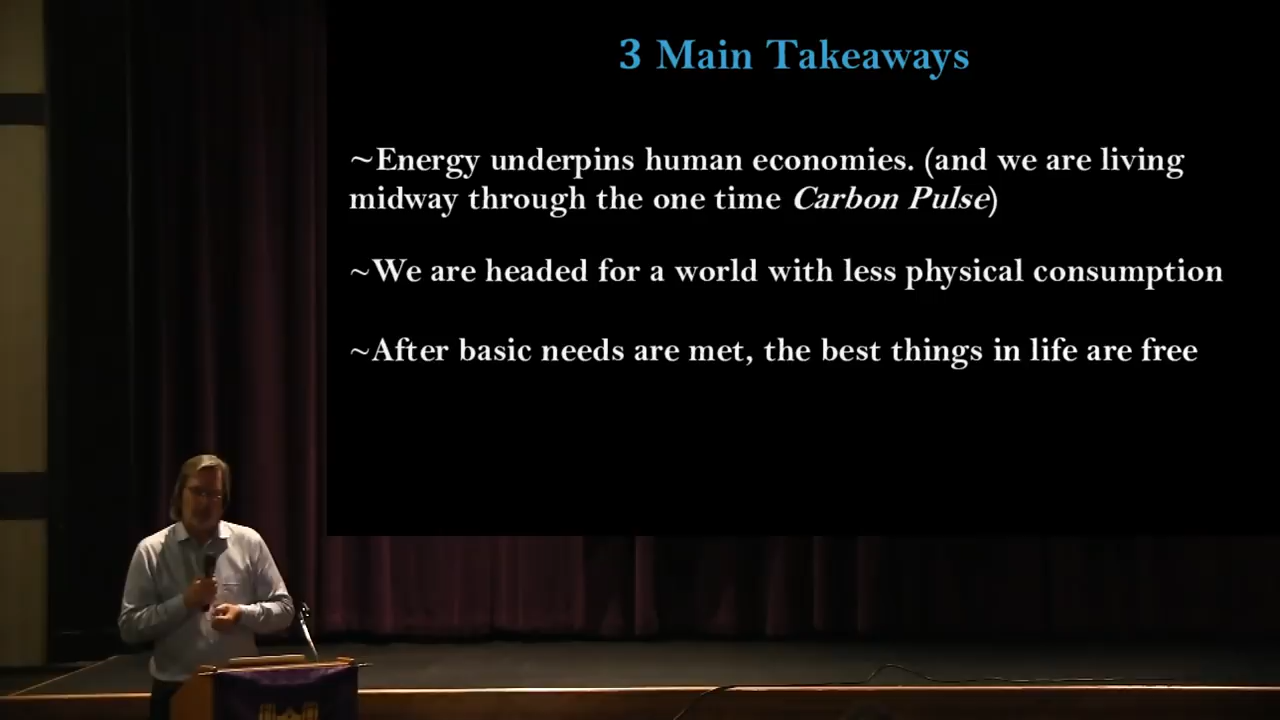 3 Main Takeaways
~Energy underpins human economies. (and we are living
midway through the one time Carbon Pulse)
~We are headed for a world with less physical consumption
~After basic needs are met, the best things in life are free